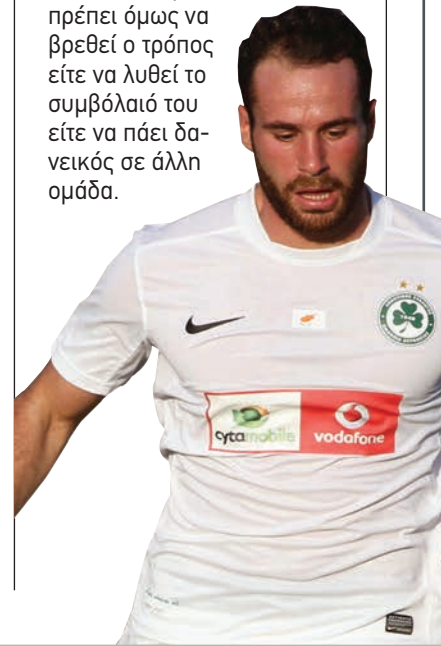 πρέπει όμως να
βρεθεί ο τρόπος
είτε να λυθεί το
συμβόλαιό του
είτε να πάει δα-
νεικός σε άλλη
ομάδα.
cytamobile
vodafone